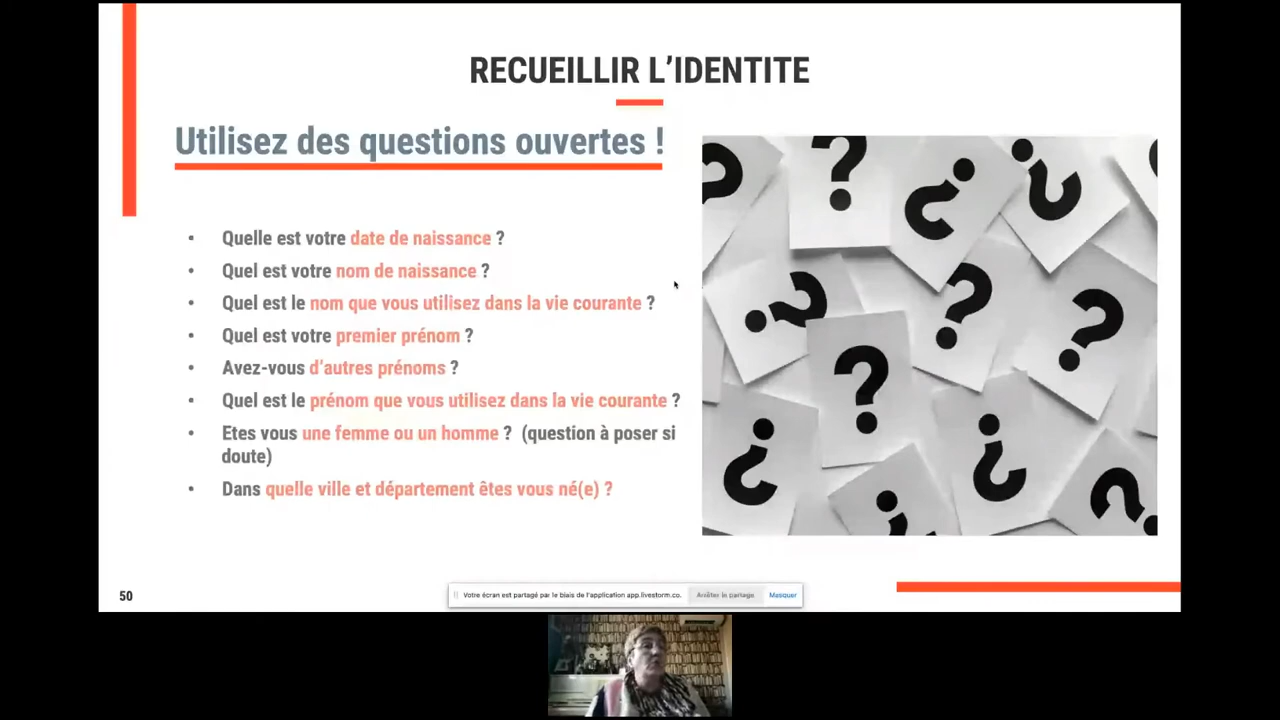 RECUEILLIR L’IDENTITE
Utilisez des questions ouvertes !
• Quelle est votre date de naissance ?
• Quel est votre nom de naissance ?
• Quel est le nom que vous utilisez dans la vie courante ?
• Quel est votre premier prénom ?
• Avez-vous d’autres prénoms ?
• Quel est le prénom que vous utilisez dans la vie courante ?
• Etes vous une femme ou un homme ? (question à poser si
doute)
• Dans quelle ville et département êtes vous né(e) ?
50
Votre écran est partagé par le biais de l'application app.livestorm.co.
Arrêter le partage
Masquer